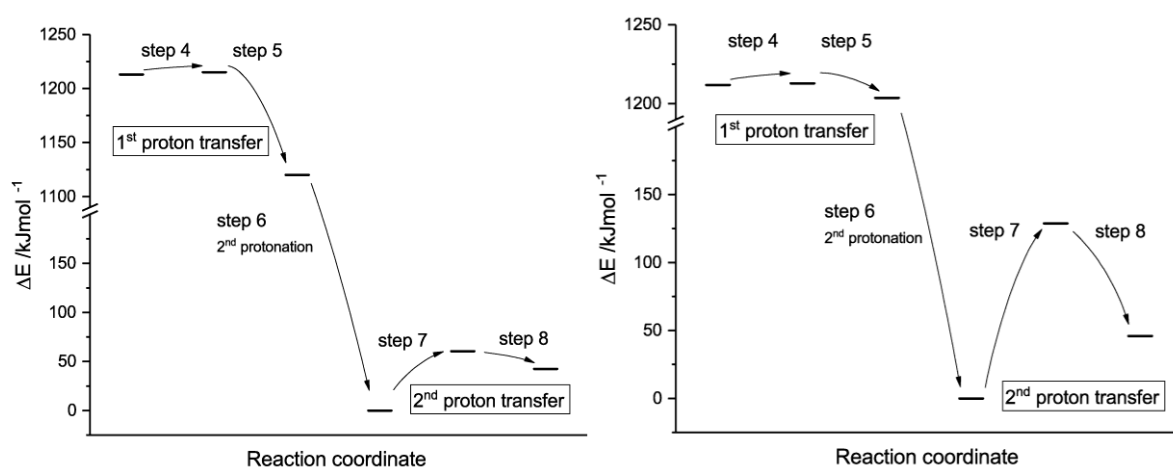 1250
1200
1150
1100
150
100
50
0
ΔE /kJmol -1
step 4
step 5
1st proton transfer
step 6
2nd protonation
step 7
step 8
2nd proton transfer
Reaction coordinate
1250
1200
150
100
50
0
ΔE /kJmol -1
step 4
step 5
1st proton transfer
step 6
2nd protonation
step 7
step 8
2nd proton transfer
Reaction coordinate